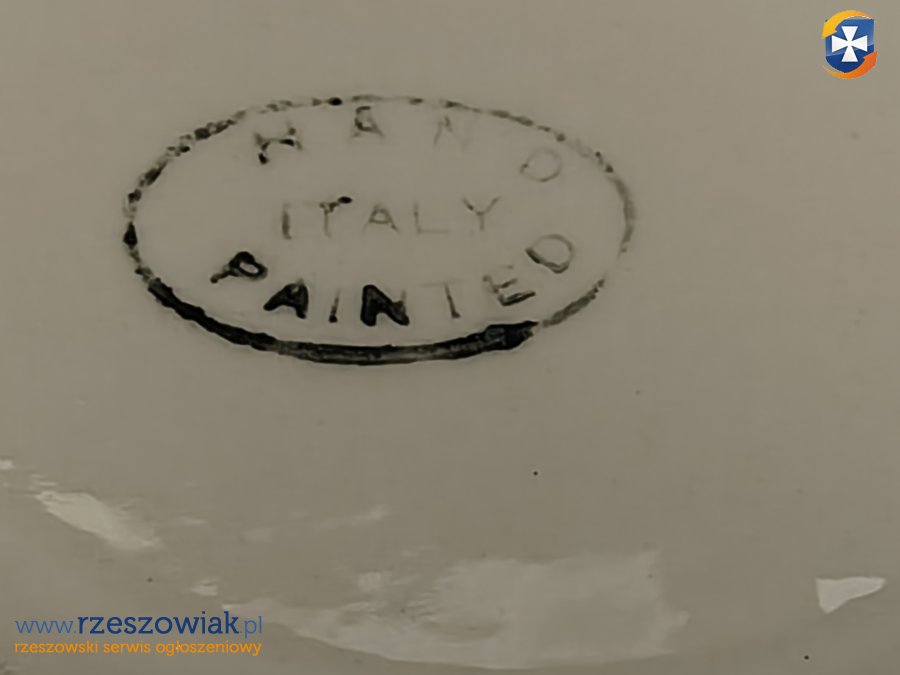 HAND
ITALY
PAINTED
www.rzeszowiak.pl
rzeszowski serwis ogłoszeniowy